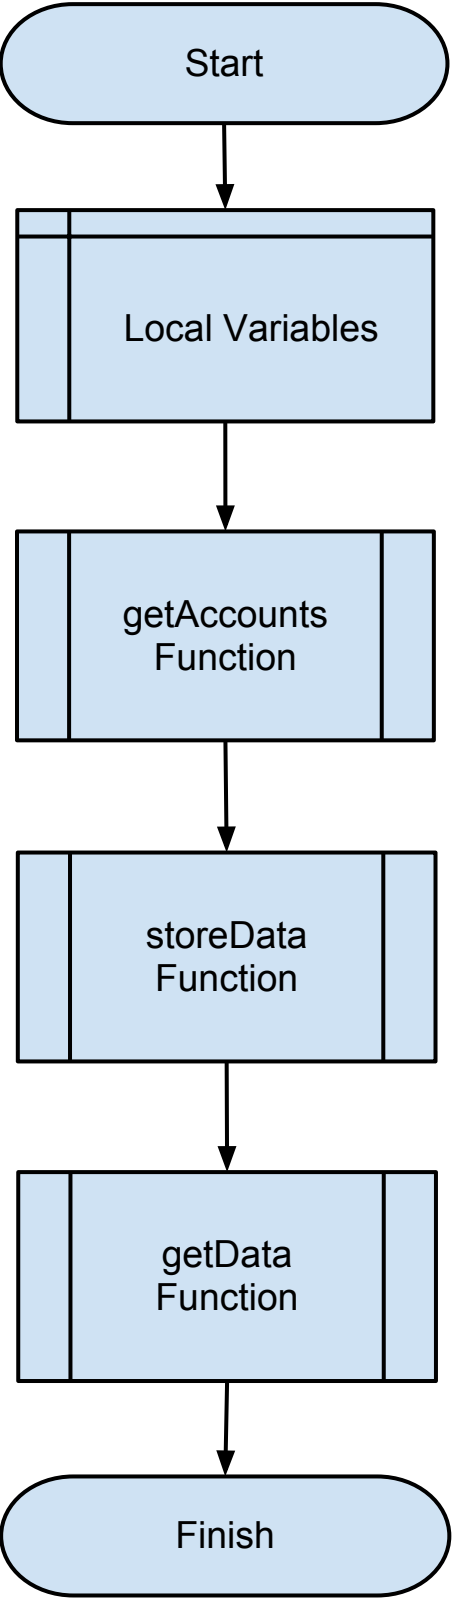 Start
Local Variables
getAccounts
Function
storeData
Function
getData
Function
Finish